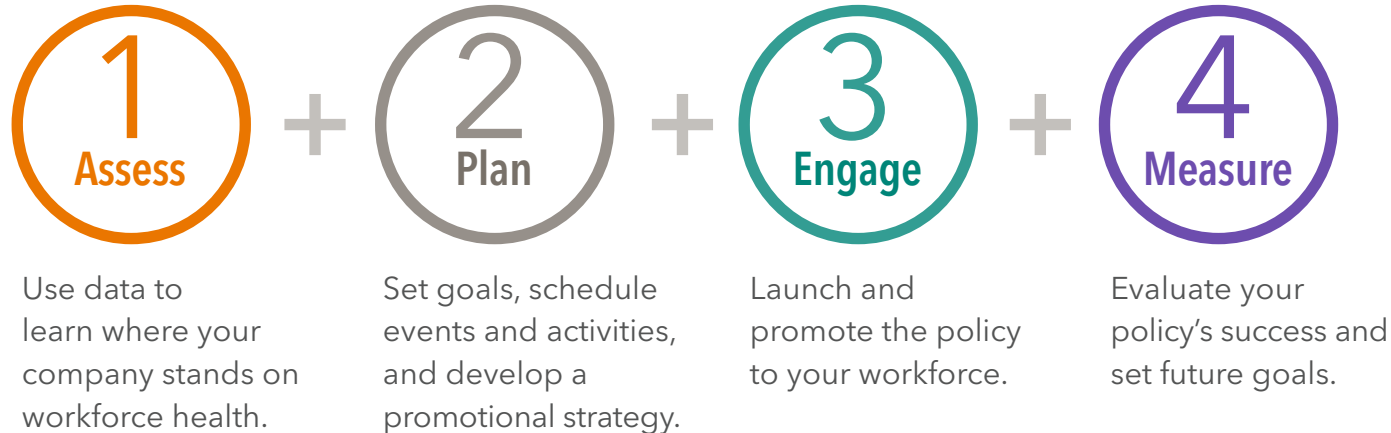 1
Assess
Use data to
learn where your
company stands on
workforce health.
+
2
Plan
Set goals, schedule
events and activities,
and develop a
promotional strategy.
+
3
Engage
Launch and
promote the policy
to your workforce.
+
4
Measure
Evaluate your
policy’s success and
set future goals.